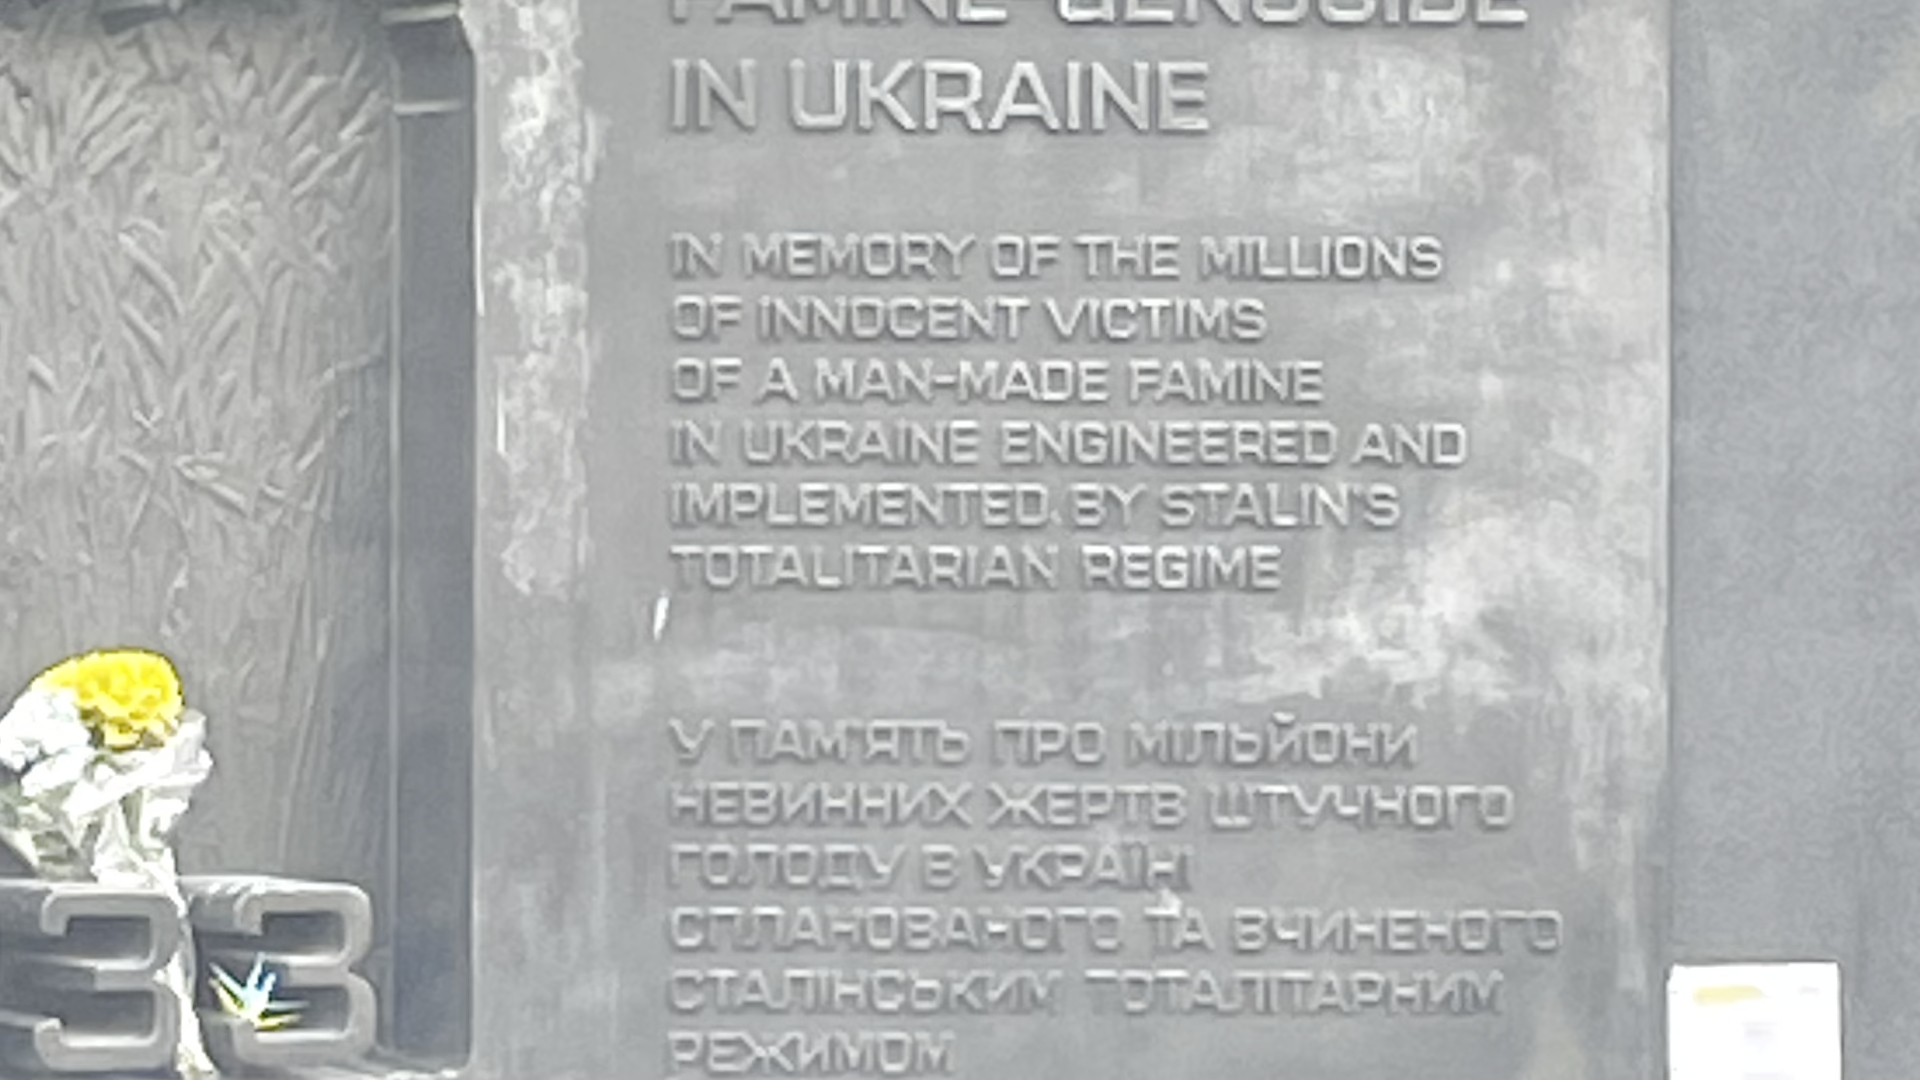 FAMINE-GENOCIDE
IN UKRAINE
IN MEMORY OF THE MILLIONS
OF INNOCENT VICTIMS
OF A MAN-MADE FAMINE
IN UKRAINE ENGINEERED AND
IMPLEMENTED BY STALIN'S
TOTALITARIAN REGIME
У ПАМ'ЯТЬ ПРО МІЛЬЙОНИ
НЕВИННИХ ЖЕРТВ ШТУЧНОГО
ГОЛОДУ В УКРАЇНІ
СПЛАНОВАНОГО ТА ВЧИНЕНОГО
СТАЛІНСЬКИМ ТОТАЛІТАРНИМ
РЕЖИМОМ
33